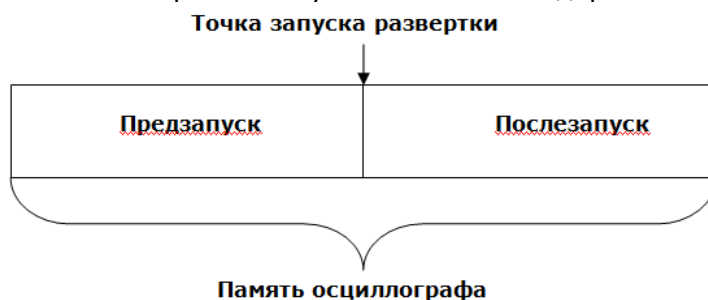 Точка запуска развертки
Предзапуск
Послезапуск
Память осциллографа